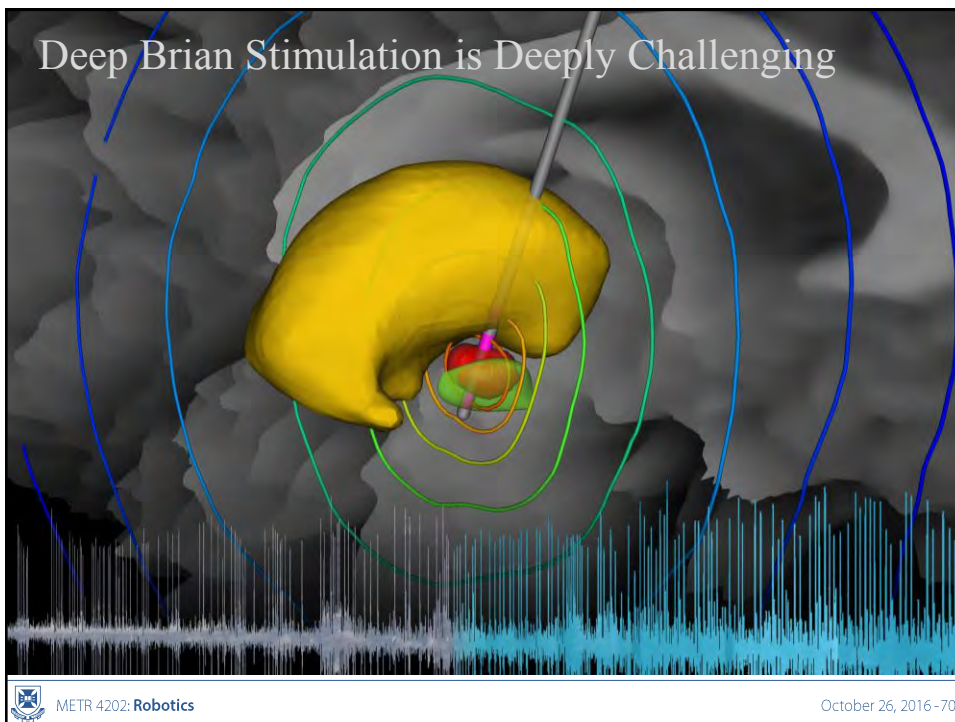 Deep Brian Stimulation is Deeply Challenging
METR 4202: Robotics
October 26, 2016 - 70